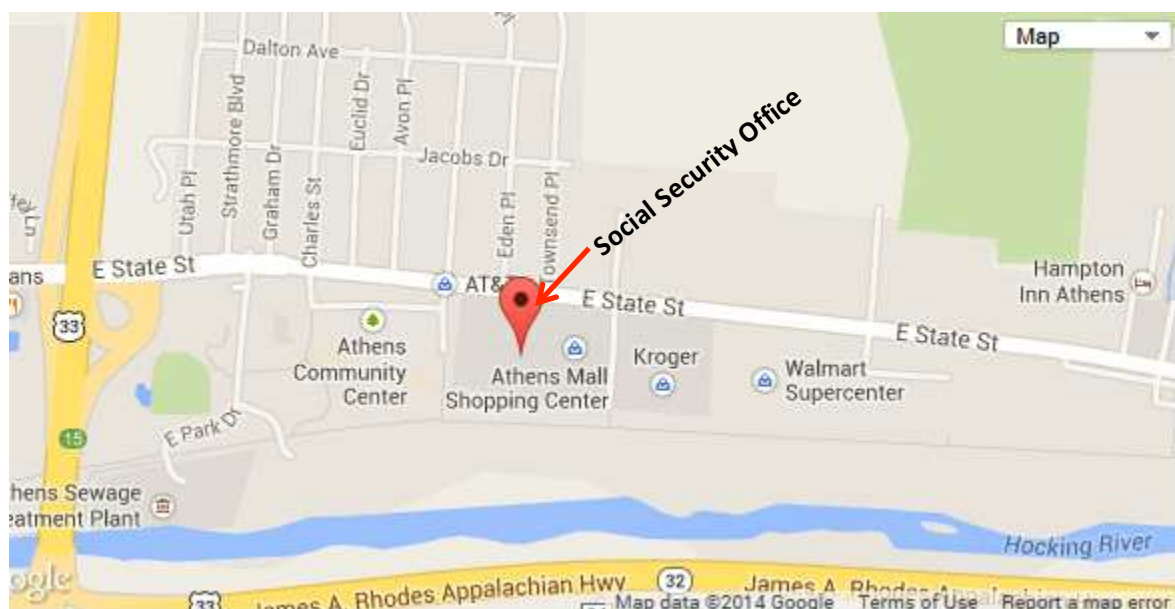 Map
Dalton Ave
Utah Pl
Strathmore Blvd
Graham Dr
Charles St
Euclid Dr
Avon Pl
Jacobs Dr
Eden Pl
Townsend Pl
Social Security Office
ans
E State St
AT&T
E State St
E State St
Hampton
Inn Athens
33
Athens
Community
Center
Athens Mall
Shopping Center
Kroger
Walmart
Supercenter
15
E Park Dr
hens Sewage
eatment Plant
Hocking River
ogle
33
James A. Rhodes Appalachian Hwy
32
James A. Rhodes
Map data ©2014 Google
Terms of Use
Report a map error